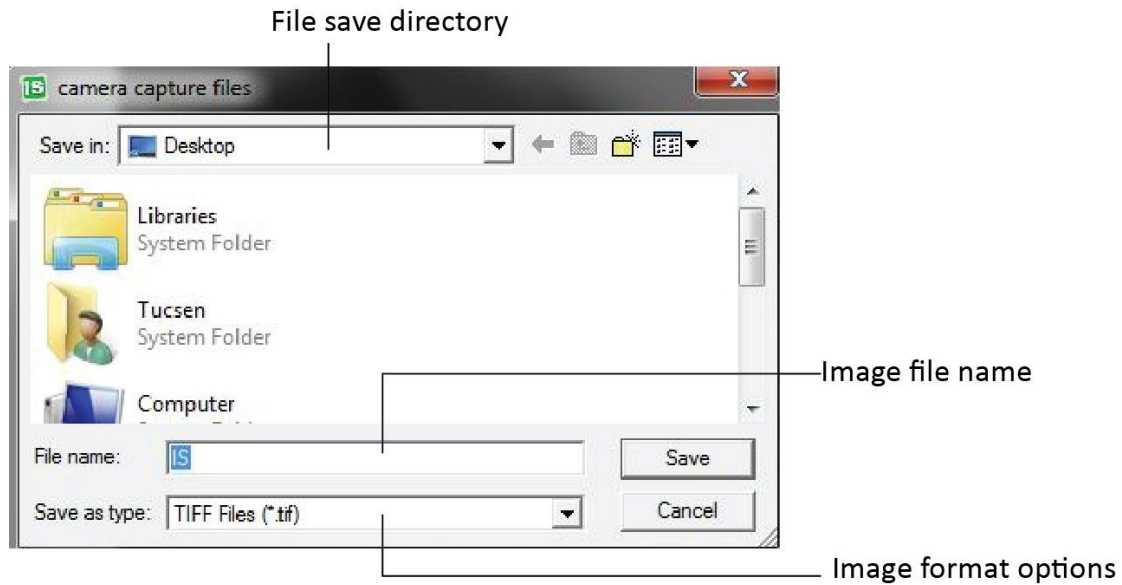 File save directory
IS camera capture files
X
Save in: Desktop
Libraries
System Folder
Tucsen
System Folder
Image file name
Computer
File name: IS Save
Save as type: TIFF Files (*.tif) Cancel
Image format options